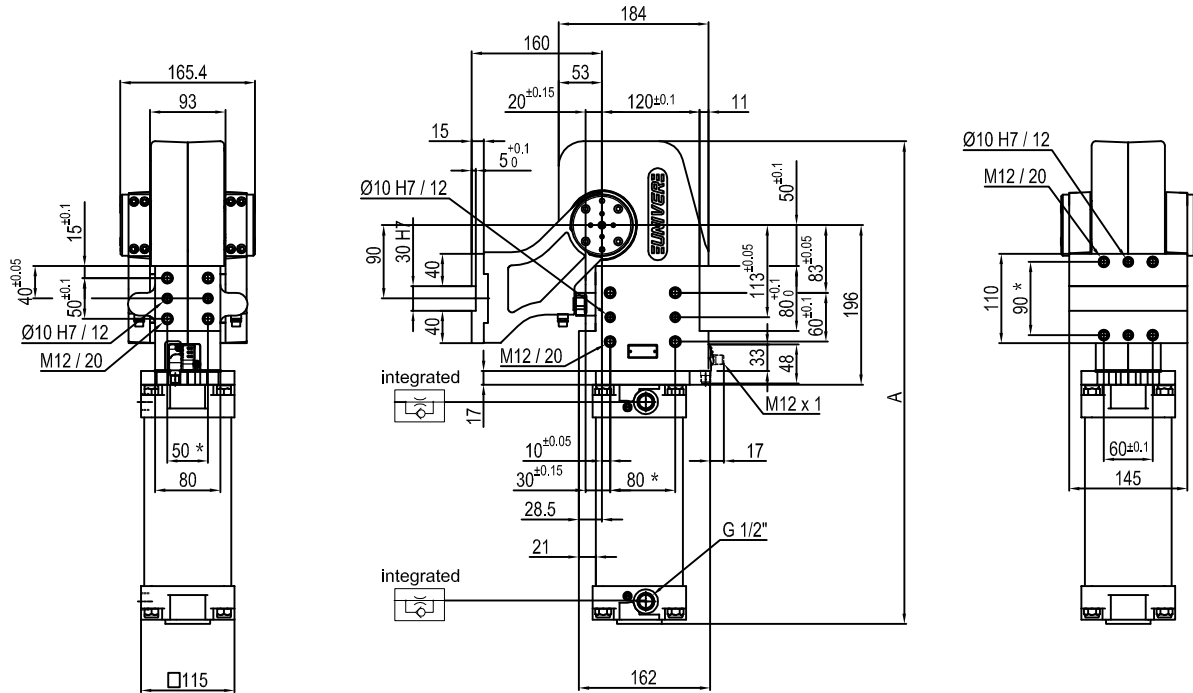 165.4
93
15±0.1
40±0.05
50±0.1
Ø10 H7 / 12
M12 / 20
50 *
80
□115
184
160
53
20±0.15
120±0.1
11
15
5 +0.1 0
Ø10 H7 / 12
90
30 H7
40
40
UNIVER
50±0.1
83±0.05
113±0.05
80 +0.1 0
60±0.1
196
33
48
A
M12 / 20
integrated
17
M12 x 1
17
10±0.05
30±0.15
80 *
28.5
21
G 1/2"
integrated
162
Ø10 H7 / 12
M12 / 20
110
90 *
60±0.1
145